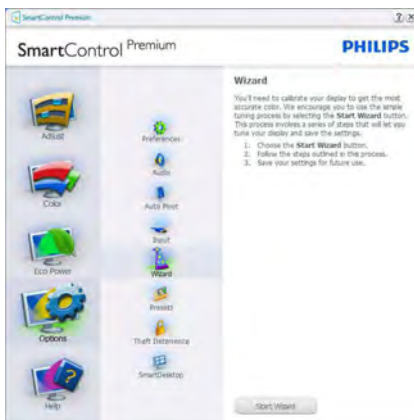 SmartControl Premium
SmartControl Premium
PHILIPS
Adjust
Color
Eco Power
Options
Help
Preferences
Audio
Auto Pivot
Input
Wizard
Presets
Theft Deterrence
SmartDesktop
Wizard
You'll need to calibrate your display to get the most
accurate color. We encourage you to use the simple
tuning process by selecting the Start Wizard button.
This process involves a series of steps that will let you
tune your display and save the settings.
1. Choose the Start Wizard button.
2. Follow the steps outlined in the process.
3. Save your settings for future use.
Start Wizard